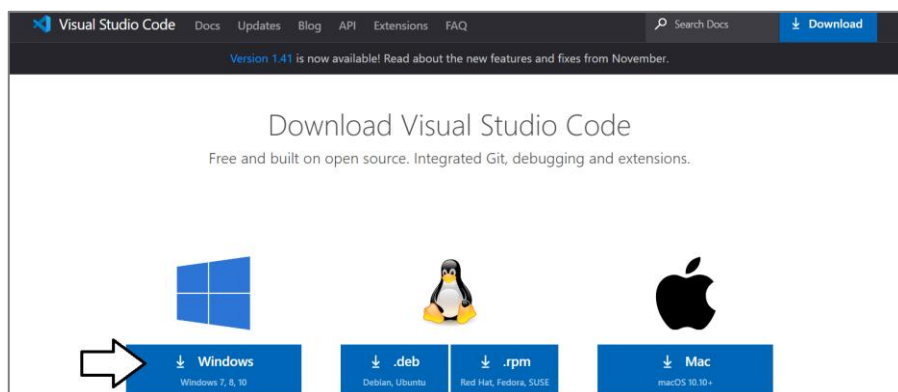 Visual Studio Code Docs Updates Blog API Extensions FAQ Search Docs Download
Version 1.41 is now available! Read about the new features and fixes from November.
Download Visual Studio Code
Free and built on open source. Integrated Git, debugging and extensions.
Windows
Windows 7, 8, 10
.deb
Debian, Ubuntu
.rpm
Red Hat, Fedora, SUSE
Mac
macOS 10.10+